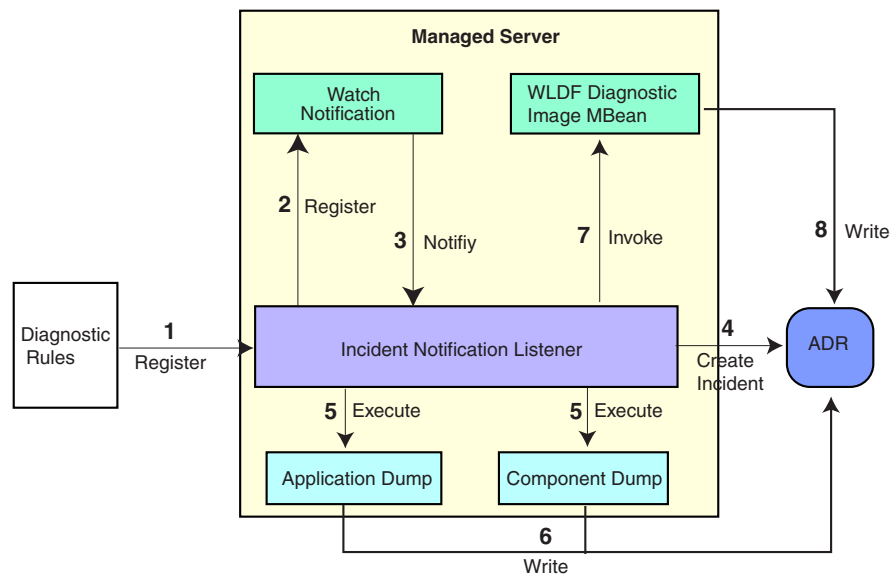 Managed Server
Watch
Notification
WLDF Diagnostic
Image MBean
2 Register
3 Notifiy
7 Invoke
8 Write
Diagnostic
Rules
1
Register
Incident Notification Listener
4
Create
Incident
ADR
5 Execute
5 Execute
Application Dump
Component Dump
6
Write